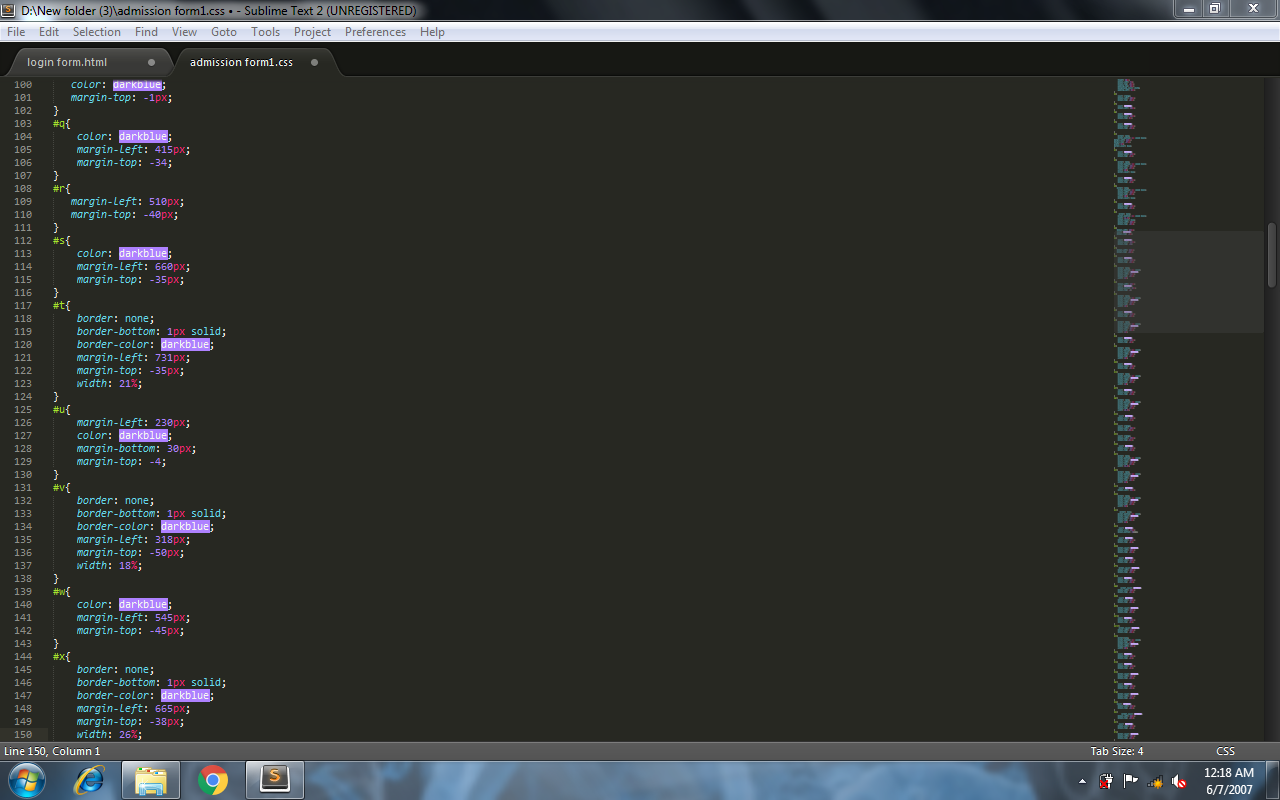 D:\New folder (3)\admission form1.css • - Sublime Text 2 (UNREGISTERED)
File Edit Selection Find View Goto Tools Project Preferences Help
login form.html admission form1.css
100 color: darkblue;
101 margin-top: -1px;
102 }
103 #q{
104 color: darkblue;
105 margin-left: 415px;
106 margin-top: -34;
107 }
108 #r{
109 margin-left: 510px;
110 margin-top: -40px;
111 }
112 #s{
113 color: darkblue;
114 margin-left: 660px;
115 margin-top: -35px;
116 }
117 #t{
118 border: none;
119 border-bottom: 1px solid;
120 border-color: darkblue;
121 margin-left: 731px;
122 margin-top: -35px;
123 width: 21%;
124 }
125 #u{
126 margin-left: 230px;
127 color: darkblue;
128 margin-bottom: 30px;
129 margin-top: -4;
130 }
131 #v{
132 border: none;
133 border-bottom: 1px solid;
134 border-color: darkblue;
135 margin-left: 318px;
136 margin-top: -50px;
137 width: 18%;
138 }
139 #w{
140 color: darkblue;
141 margin-left: 545px;
142 margin-top: -45px;
143 }
144 #x{
145 border: none;
146 border-bottom: 1px solid;
147 border-color: darkblue;
148 margin-left: 665px;
149 margin-top: -38px;
150 width: 26%;
Line 150, Column 1 Tab Size: 4 CSS
12:18 AM
6/7/2007